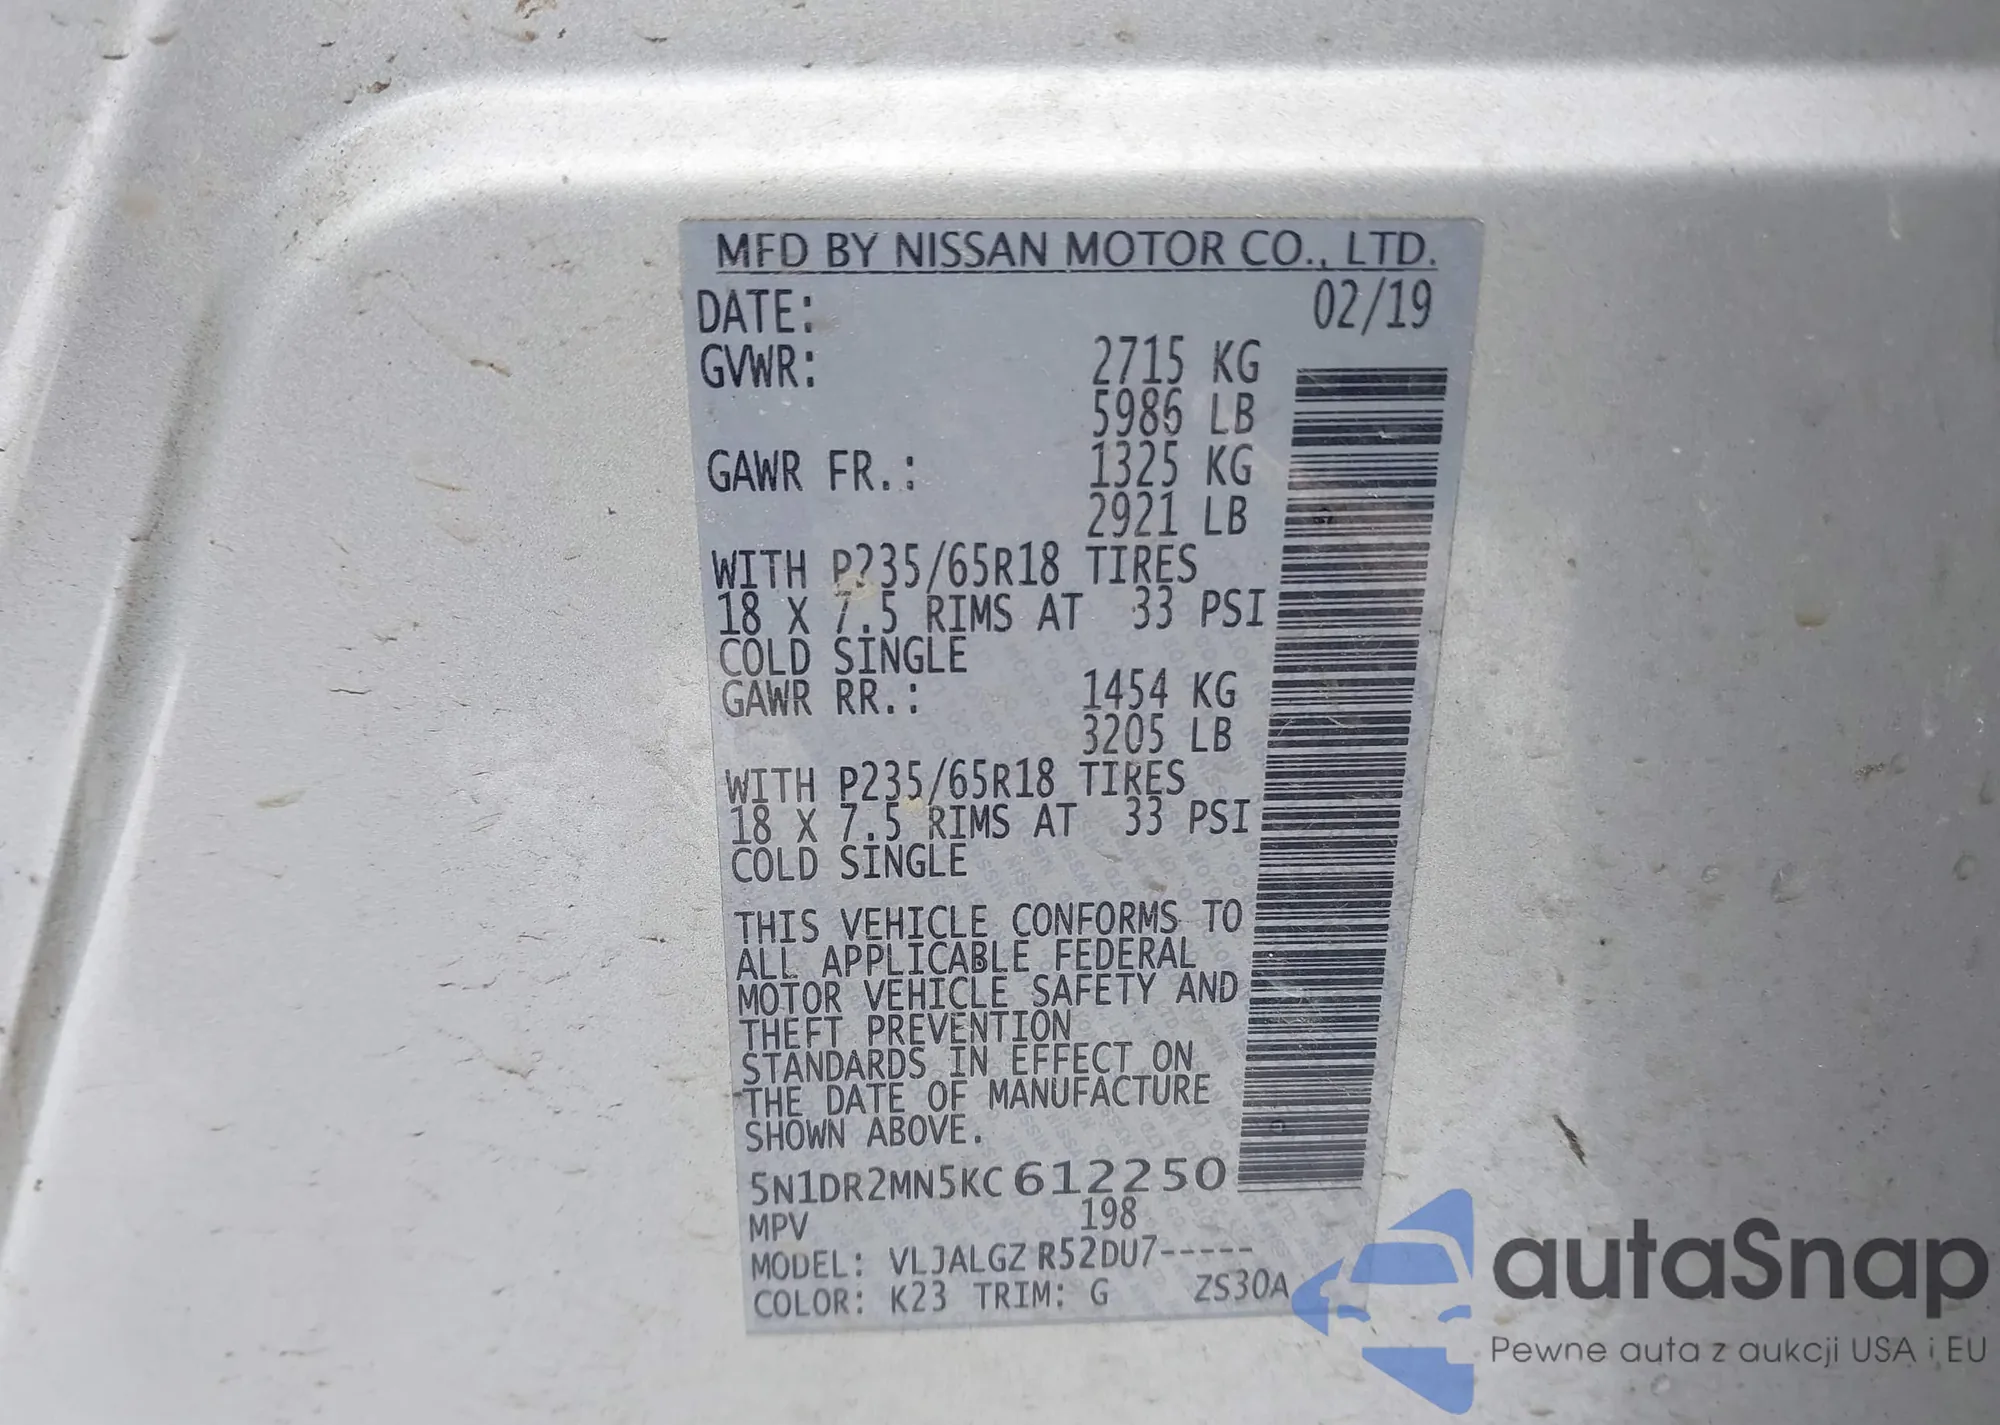 MFD BY NISSAN MOTOR CO., LTD.
DATE: 02/19
GVWR: 2715 KG
5986 LB
GAWR FR.: 1325 KG
2921 LB
WITH P235/65R18 TIRES
18 X 7.5 RIMS AT 33 PSI
COLD SINGLE
GAWR RR.: 1454 KG
3205 LB
WITH P235/65R18 TIRES
18 X 7.5 RIMS AT 33 PSI
COLD SINGLE
THIS VEHICLE CONFORMS TO
ALL APPLICABLE FEDERAL
MOTOR VEHICLE SAFETY AND
THEFT PREVENTION
STANDARDS IN EFFECT ON
THE DATE OF MANUFACTURE
SHOWN ABOVE.
5N1DR2MN5KC612250
MPV 198
MODEL: VLJALGZ R52DU7-----
COLOR: K23 TRIM: G ZS30A
autaSnap
Pewne auta z aukcji USA i EU